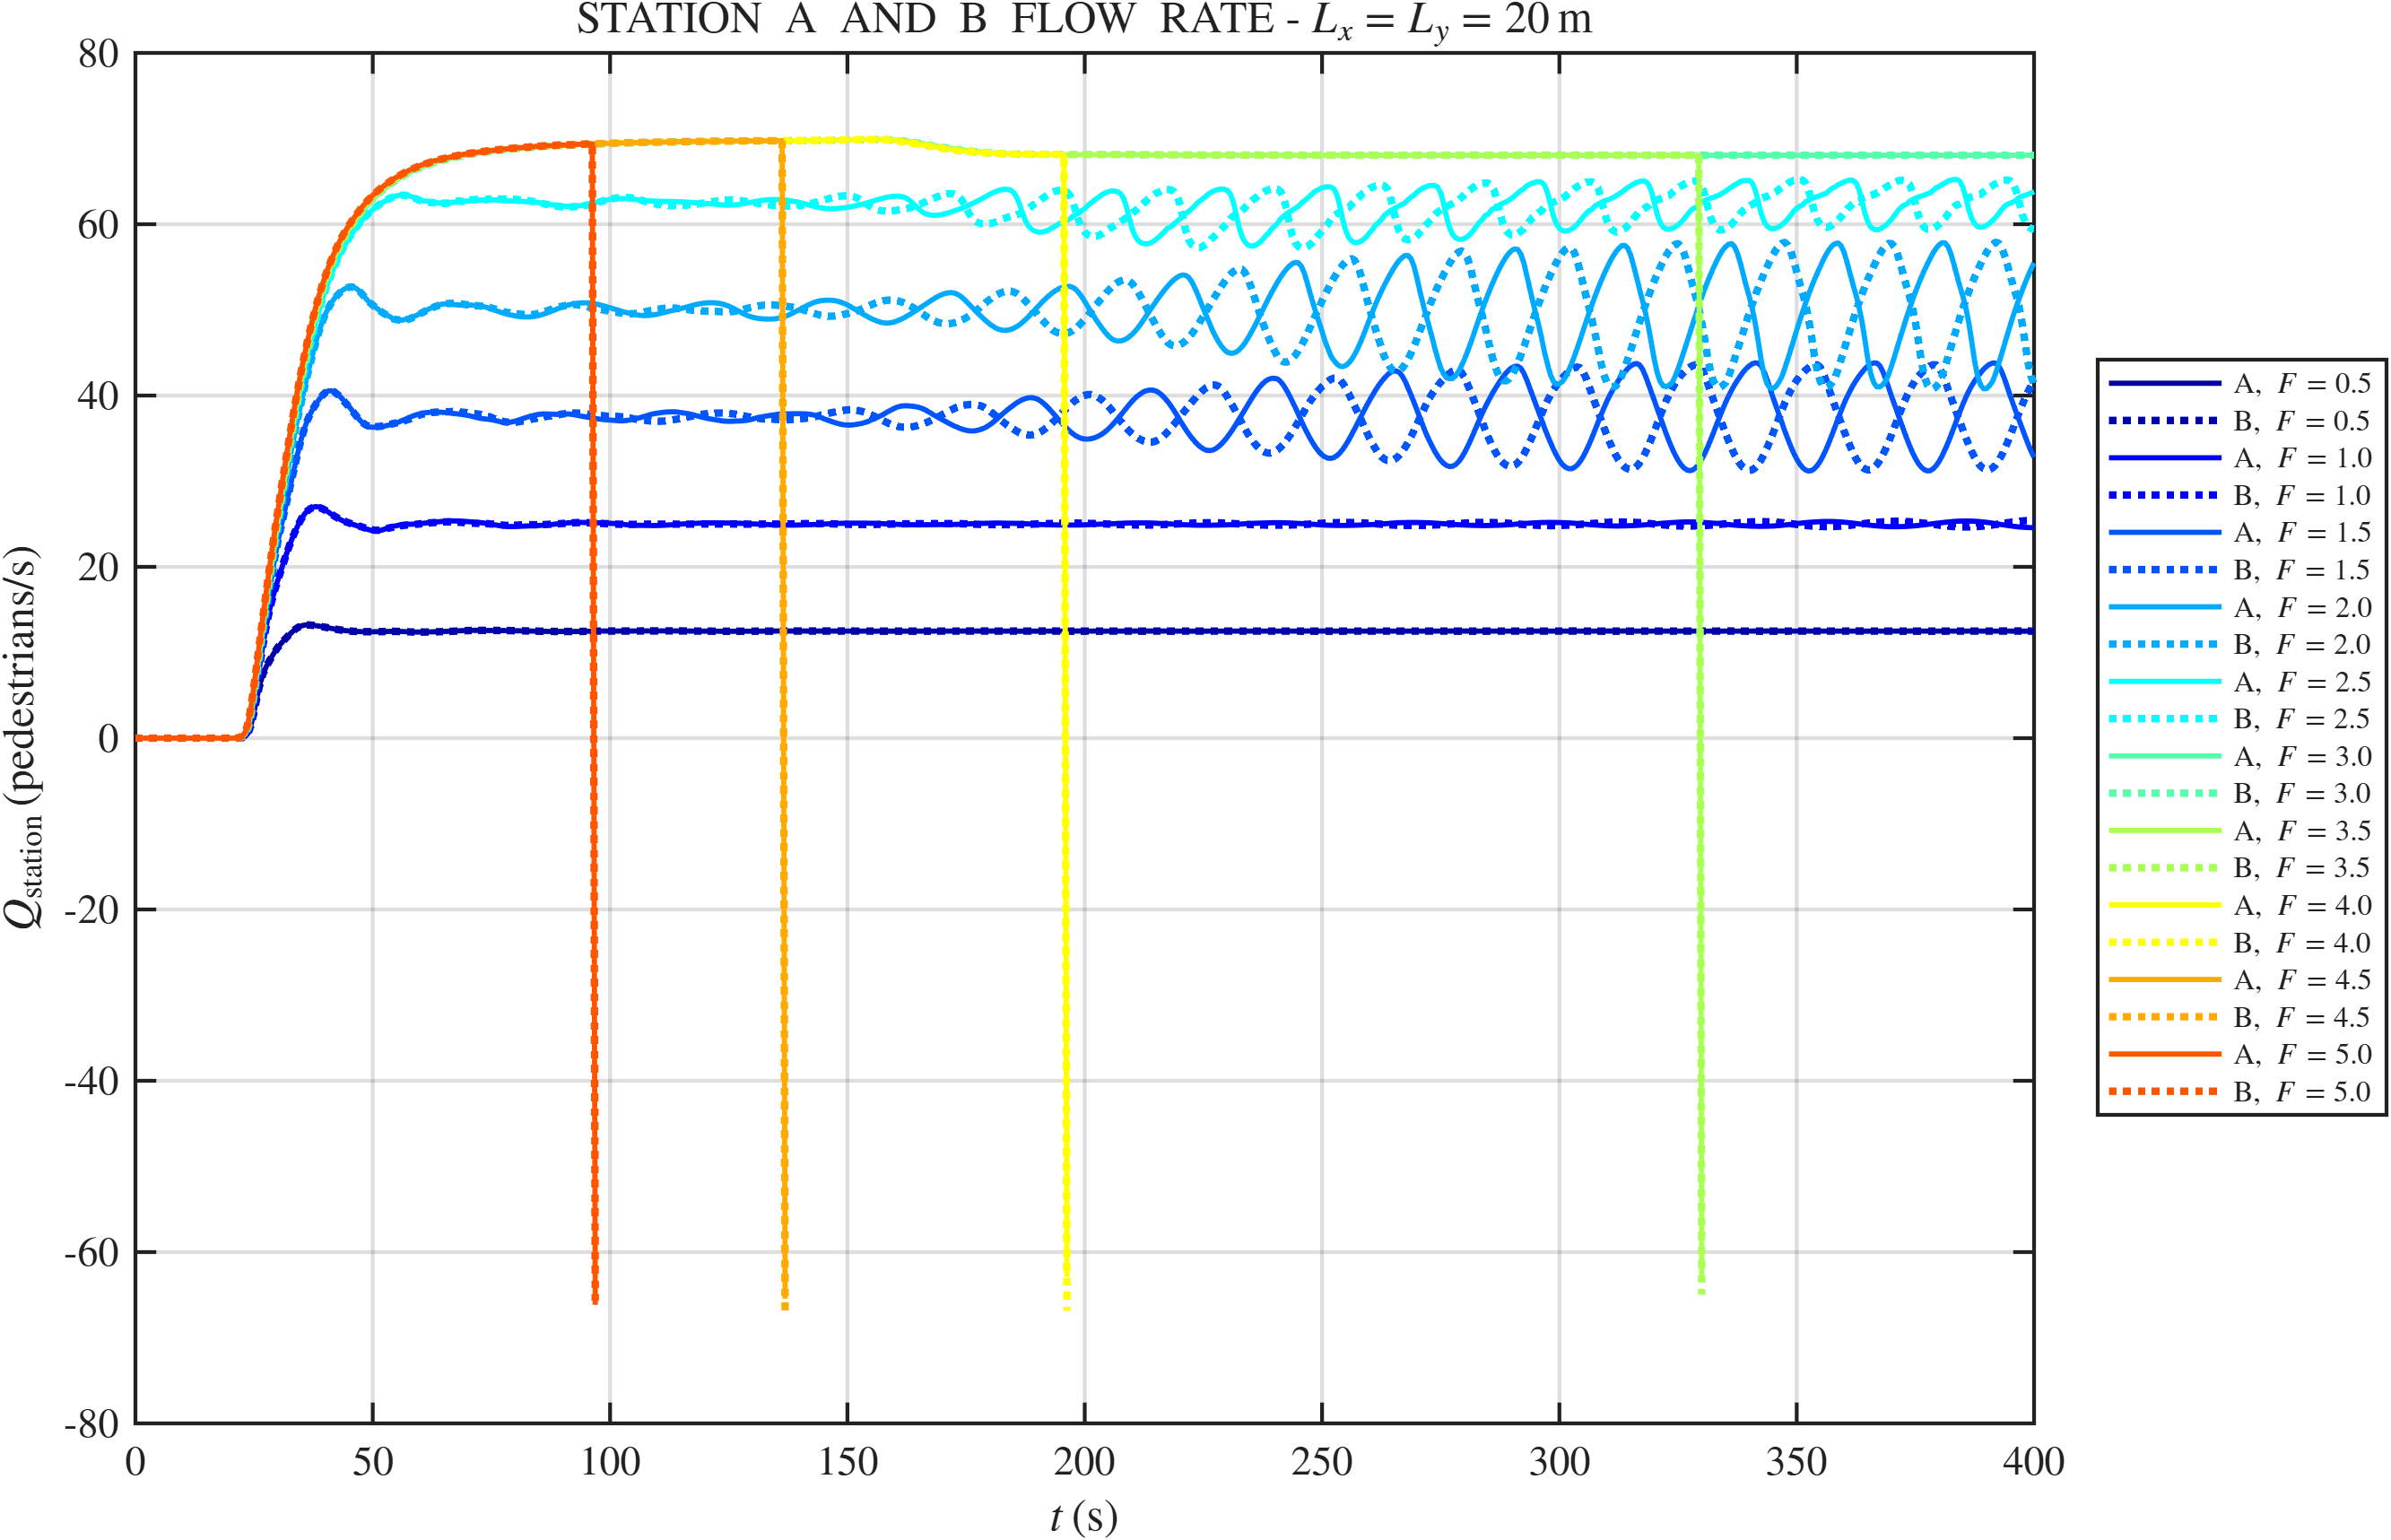 STATION A AND B FLOW RATE - Lx = Ly = 20 m
80
60
40
20
0
-20
-40
-60
-80
Qstation (pedestrians/s)
0 50 100 150 200 250 300 350 400
t (s)
A, F = 0.5
B, F = 0.5
A, F = 1.0
B, F = 1.0
A, F = 1.5
B, F = 1.5
A, F = 2.0
B, F = 2.0
A, F = 2.5
B, F = 2.5
A, F = 3.0
B, F = 3.0
A, F = 3.5
B, F = 3.5
A, F = 4.0
B, F = 4.0
A, F = 4.5
B, F = 4.5
A, F = 5.0
B, F = 5.0